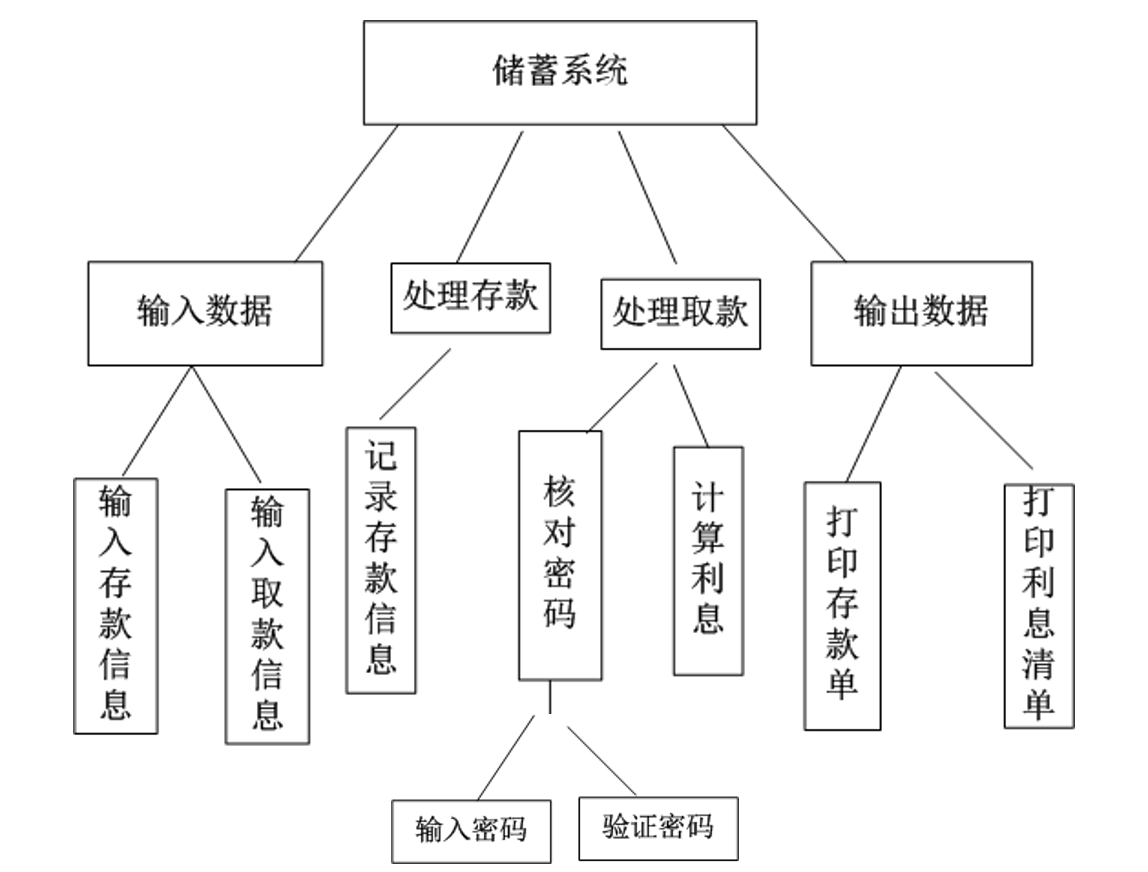 储蓄系统
输入数据
处理存款
处理取款
输出数据
输入存款信息
输入取款信息
记录存款信息
核对密码
计算利息
打印存款单
打印利息清单
输入密码
验证密码